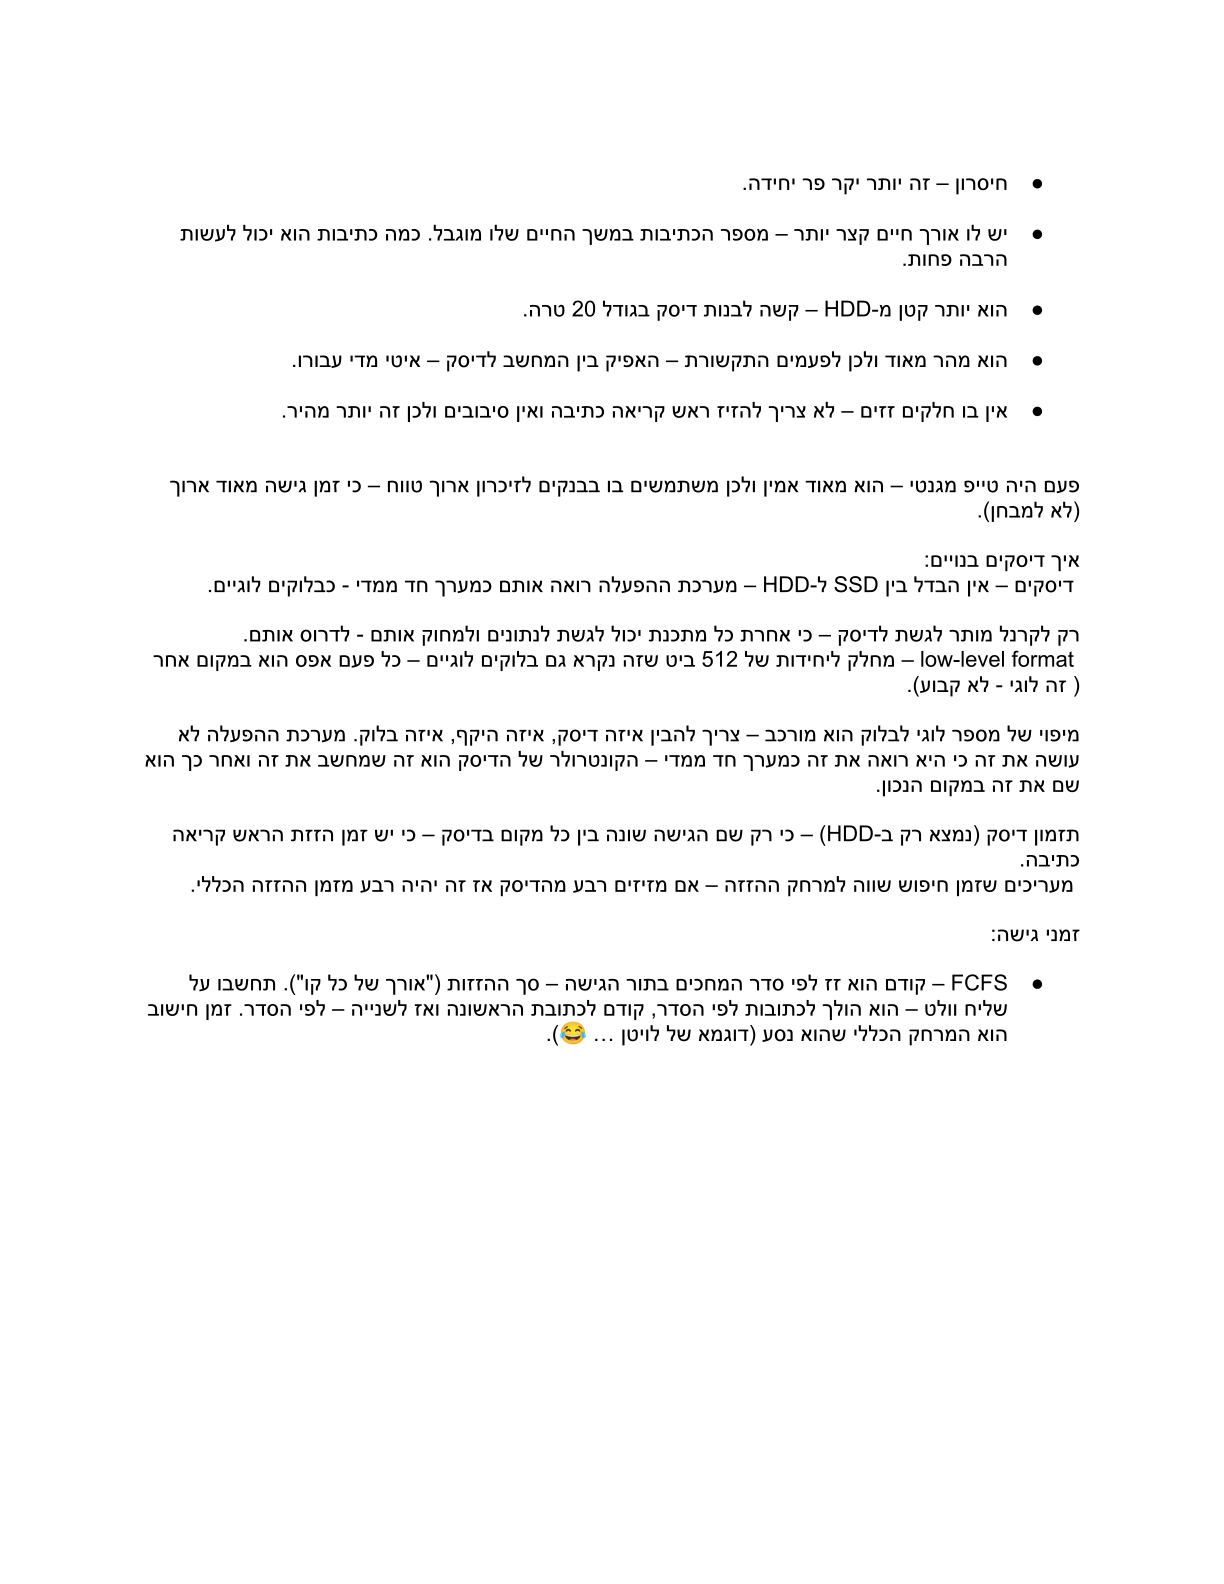 ● חיסרון – זה יותר יקר פר יחידה.
● יש לו אורך חיים קצר יותר – מספר הכתיבות במשך החיים שלו מוגבל. כמה כתיבות הוא יכול לעשות
הרבה פחות.
● הוא יותר קטן מ-HDD – קשה לבנות דיסק בגודל 20 טרה.
● הוא מהר מאוד ולכן לפעמים התקשורת – האפיק בין המחשב לדיסק – איטי מדי עבורו.
● אין בו חלקים זזים – לא צריך להזיז ראש קריאה כתיבה ואין סיבובים ולכן זה יותר מהיר.
פעם היה טייפ מגנטי – הוא מאוד אמין ולכן משתמשים בו בבנקים לזיכרון ארוך טווח – כי זמן גישה מאוד ארוך
(לא למבחן).
איך דיסקים בנויים:
דיסקים – אין הבדל בין SSD ל-HDD – מערכת ההפעלה רואה אותם כמערך חד ממדי - כבלוקים לוגיים.
רק לקרנל מותר לגשת לדיסק – כי אחרת כל מתכנת יכול לגשת לנתונים ולמחוק אותם - לדרוס אותם.
low-level format – מחלק ליחידות של 512 ביט שזה נקרא גם בלוקים לוגיים – כל פעם אפס הוא במקום אחר
( זה לוגי - לא קבוע).
מיפוי של מספר לוגי לבלוק הוא מורכב – צריך להבין איזה דיסק, איזה היקף, איזה בלוק. מערכת ההפעלה לא
עושה את זה כי היא רואה את זה כמערך חד ממדי – הקונטרולר של הדיסק הוא זה שמחשב את זה ואחר כך הוא
שם את זה במקום הנכון.
תזמון דיסק (נמצא רק ב-HDD) – כי רק שם הגישה שונה בין כל מקום בדיסק – כי יש זמן הזזת הראש קריאה
כתיבה.
מעריכים שזמן חיפוש שווה למרחק ההזזה – אם מזיזים רבע מהדיסק אז זה יהיה רבע מזמן ההזזה הכללי.
זמני גישה:
● FCFS – קודם הוא זז לפי סדר המחכים בתור הגישה – סך ההזזות ("אורך של כל קו"). תחשבו על
שליח וולט – הוא הולך לכתובות לפי הסדר, קודם לכתובת הראשונה ואז לשנייה – לפי הסדר. זמן חישוב
הוא המרחק הכללי שהוא נסע (דוגמא של לויטן … 😂).